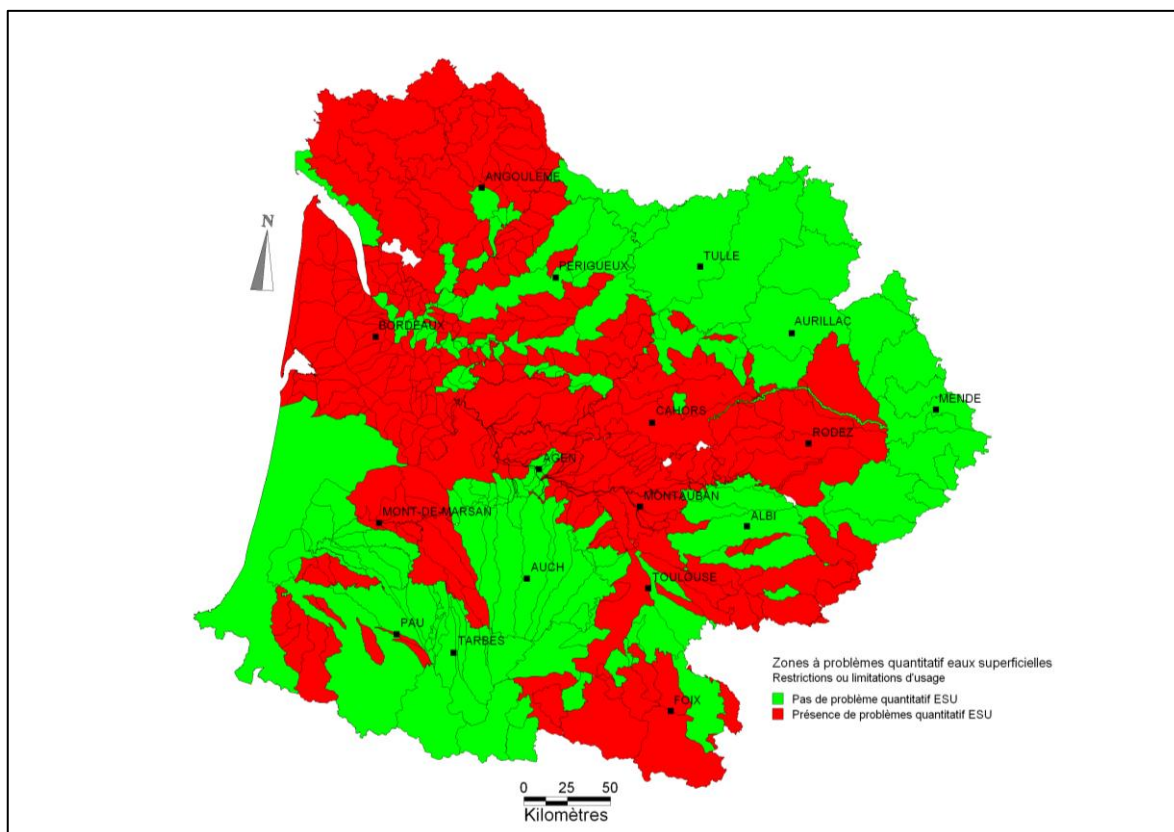 ANGOULEME
N
PERIGUEUX
TULLE
BORDEAUX
AURILLAC
MENDE
CAHORS
RODEZ
AGEN
MONTAUBAN
MONT-DE-MARSAN
ALBI
AUCH
TOULOUSE
PAU
TARBES
FOIX
Zones à problèmes quantitatif eaux superficielles
Restrictions ou limitations d'usage
Pas de problème quantitatif ESU
Présence de problèmes quantitatif ESU
0 25 50
Kilomètres